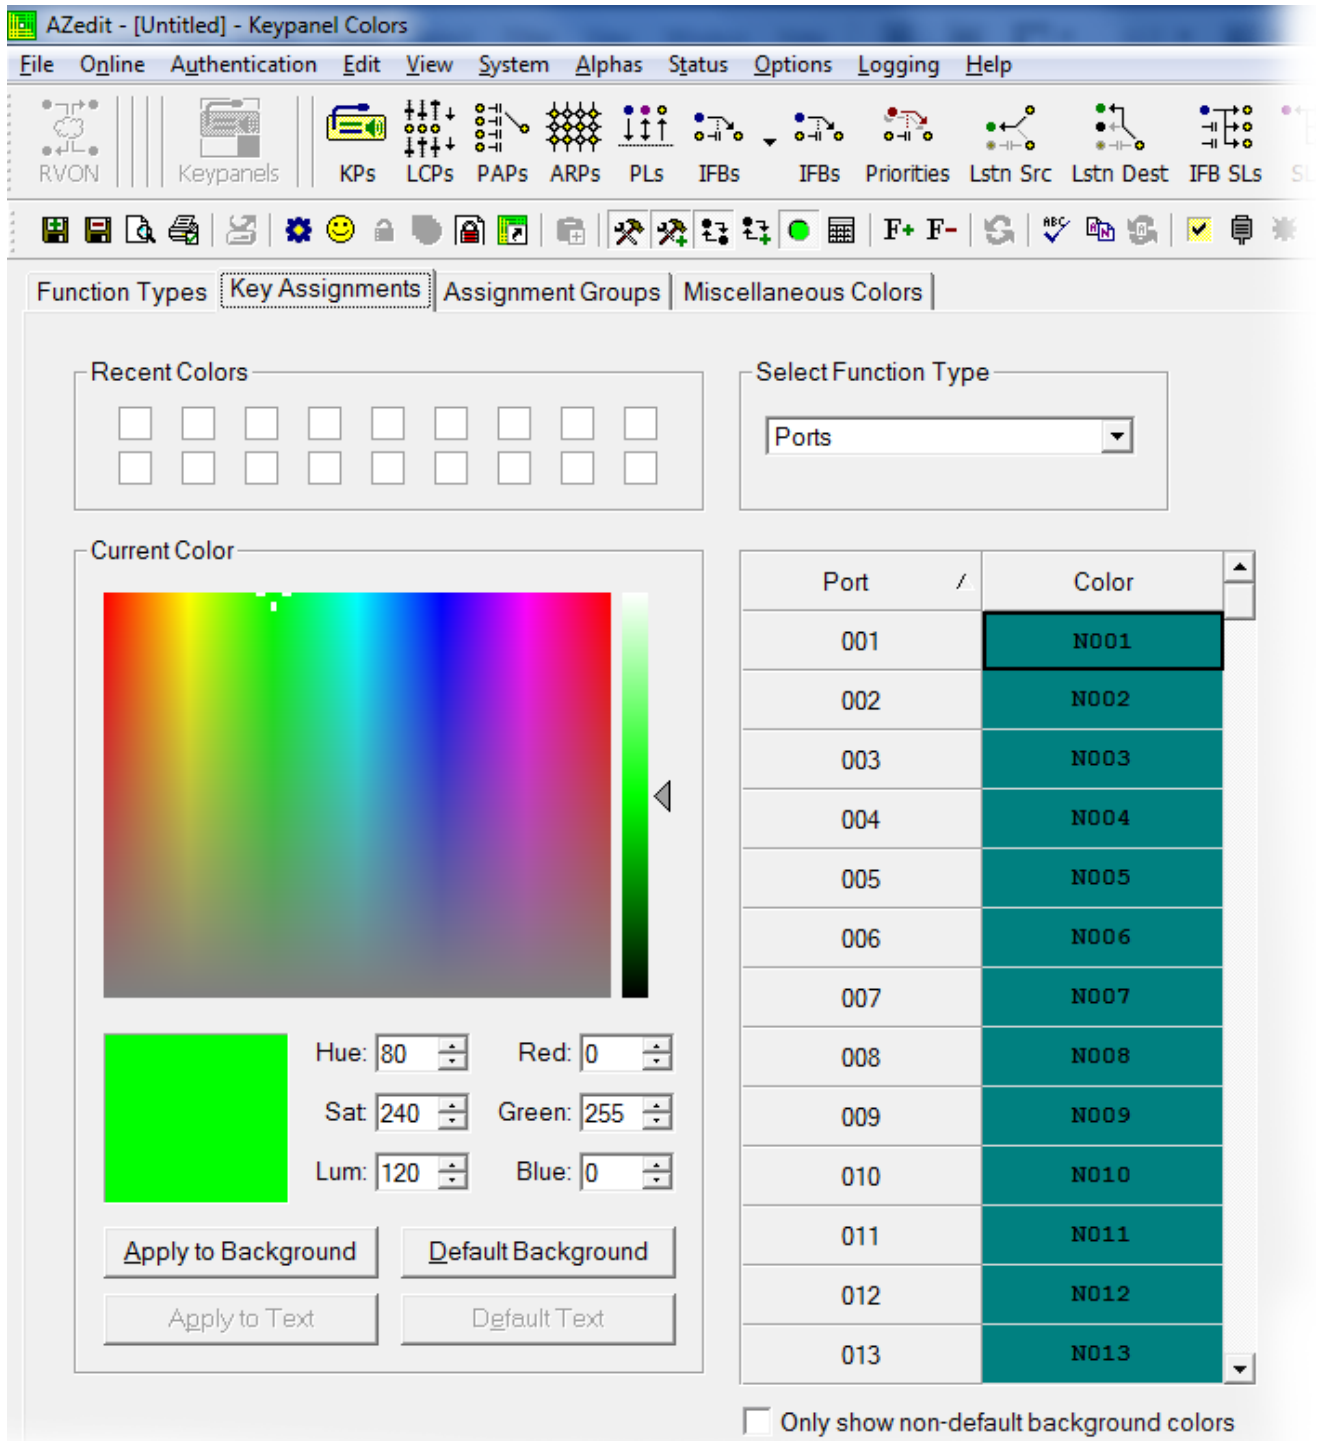 AZedit - [Untitled] - Keypanel Colors
File Online Authentication Edit View System Alphas Status Options Logging Help
RVON Keypanels KPs LCPs PAPs ARPs PLs IFBs IFBs Priorities Lstn Src Lstn Dest IFB SLs
F+ F- ABC
Function Types Key Assignments Assignment Groups Miscellaneous Colors
Recent Colors
Select Function Type
Ports
Current Color
Hue: 80 Red: 0
Sat: 240 Green: 255
Lum: 120 Blue: 0
Apply to Background Default Background
Apply to Text Default Text
Port Color
001 N001
002 N002
003 N003
004 N004
005 N005
006 N006
007 N007
008 N008
009 N009
010 N010
011 N011
012 N012
013 N013
Only show non-default background colors